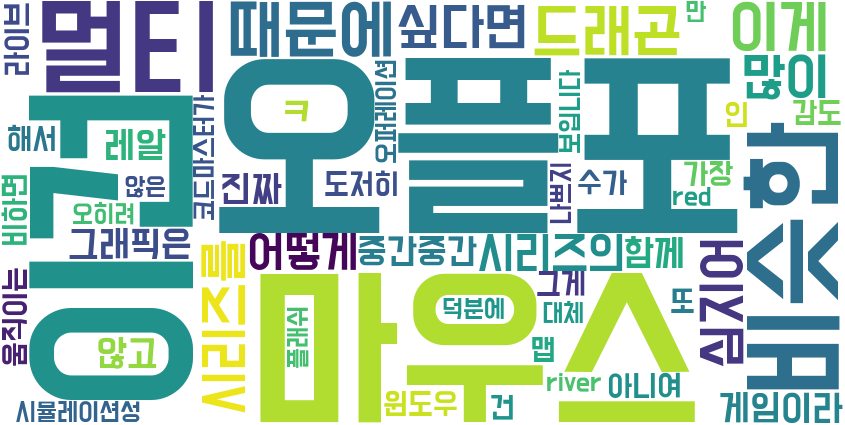 라이브
멀티
때문에
싶다면
드래곤
만
이게
많이
오플포
ㅋ
오퍼레이션
보입니다
인
감도
해서
레알
코드마스터가
이건
않은
진짜
도저히
나쁘지
수가
가장
red
비슷한
비하면
오히려
그래픽은
시리즈를
어떻게
중간중간
시리즈의
함께
심지어
움직이는
않고
마우스
플래쉬
덕분에
그게
대체
또
맵
시뮬레이션성
윈도우
건
river
아니여
게임이라